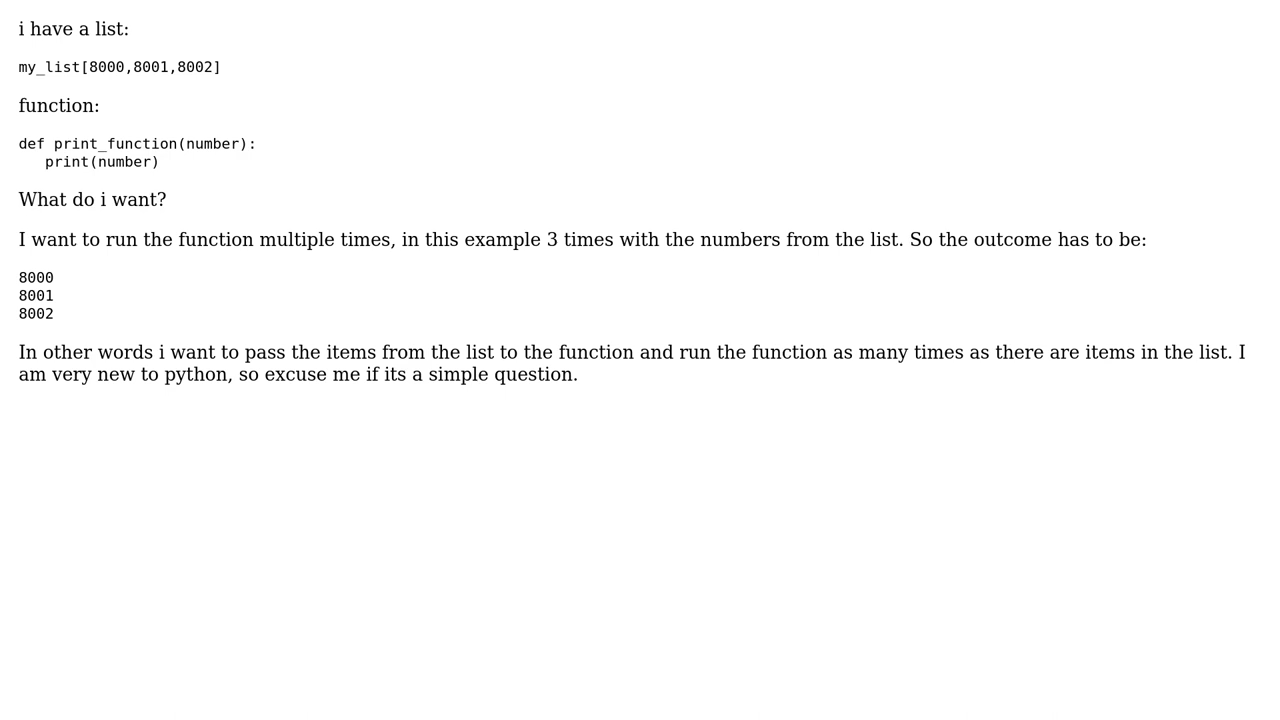 i have a list:
my_list[8000,8001,8002]
function:
def print_function(number):
   print(number)
What do i want?
I want to run the function multiple times, in this example 3 times with the numbers from the list. So the outcome has to be:
8000
8001
8002
In other words i want to pass the items from the list to the function and run the function as many times as there are items in the list. I
am very new to python, so excuse me if its a simple question.